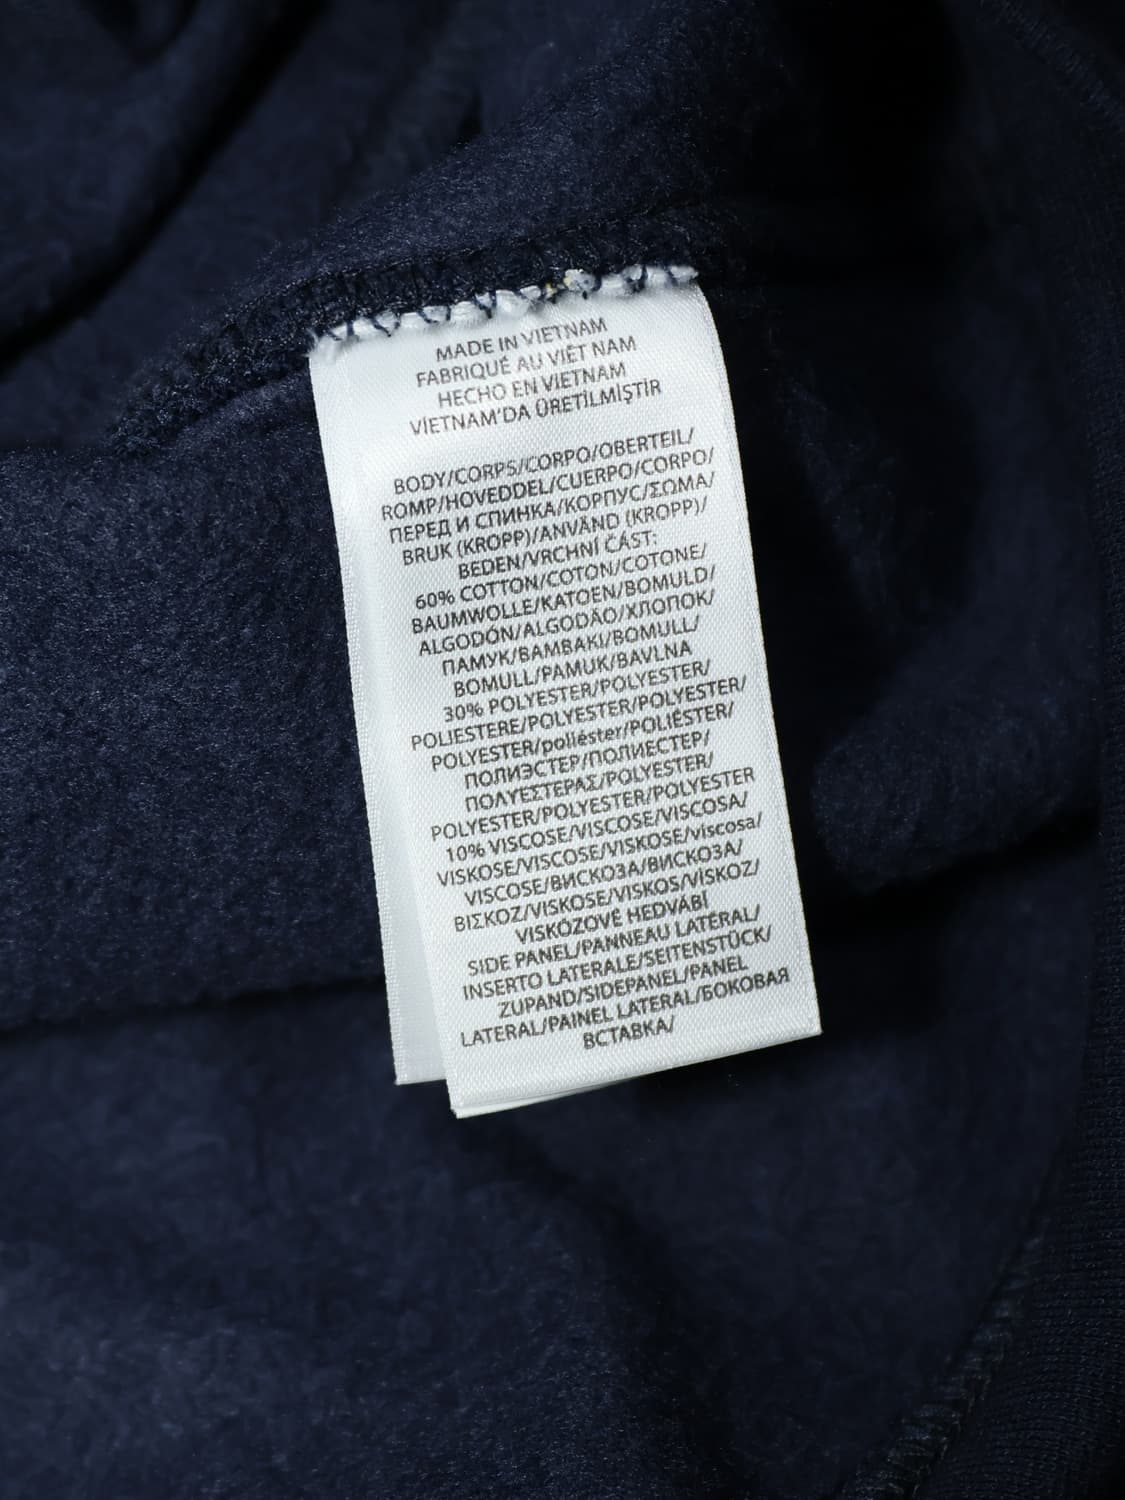 MADE IN VIETNAM
FABRIQUÉ AU VIÊT NAM
HECHO EN VIETNAM
VİETNAM'DA ÜRETİLMİŞTİR
BODY/CORPS/CORPO/OBERTEIL/
ROMP/HOVEDDEL/CUERPO/CORPO/
ПЕРЕД И СПИНКА/КОРПУС/ΣΩΜΑ/
BRUK (KROPP)/ANVÄND (KROPP)/
BEDEN/VRCHNÍ ČÁST:
60% COTTON/COTON/COTONE/
BAUMWOLLE/KATOEN/BOMULD/
ALGODÓN/ALGODÃO/ХЛОПОК/
ПАМУК/ΒΑΜΒΑΚΙ/BOMULL/
BOMULL/PAMUK/BAVLNA
30% POLYESTER/POLYESTER/
POLIESTERE/POLYESTER/POLYESTER/
POLYESTER/poliéster/POLIÉSTER/
ПОЛИЭСТЕР/ПОЛИЕСТЕР/
ΠΟΛΥΕΣΤΕΡΑΣ/POLYESTER/
POLYESTER/POLYESTER/POLYESTER
10% VISCOSE/VISCOSE/VISCOSA/
VISKOSE/VISCOSE/VISKOSE/viscosa/
VISCOSE/ВИСКОЗА/ВИСКОЗА/
ΒΙΣΚΟΖ/VISKOSE/VISKOS/VİSKOZ/
VISKÓZOVÉ HEDVÁBÍ
SIDE PANEL/PANNEAU LATÉRAL/
INSERTO LATERALE/SEITENSTÜCK/
ZIJPAND/SIDEPANEL/PANEL
LATERAL/PAINEL LATERAL/БОКОВАЯ
ВСТАВКА/